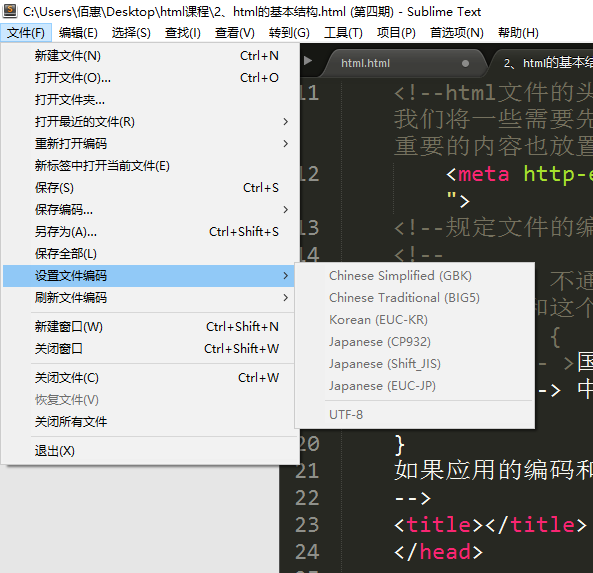 C:\Users\佰惠\Desktop\html课程\2、html的基本结构.html (第四期) - Sublime Text
文件(F) 编辑(E) 选择(S) 查找(I) 查看(V) 转到(G) 工具(T) 项目(P) 首选项(N) 帮助(H)
新建文件(N) Ctrl+N
打开文件(O)... Ctrl+O
打开文件夹...
打开最近的文件(R)
重新打开编码
新标签中打开当前文件(E)
保存(S) Ctrl+S
保存编码...
另存为(A)... Ctrl+Shift+S
保存全部(L)
设置文件编码
刷新文件编码
新建窗口(W) Ctrl+Shift+N
关闭窗口 Ctrl+Shift+W
关闭文件(C) Ctrl+W
恢复文件(V)
关闭所有文件
退出(X)
Chinese Simplified (GBK)
Chinese Traditional (BIG5)
Korean (EUC-KR)
Japanese (CP932)
Japanese (Shift_JIS)
Japanese (EUC-JP)
UTF-8
html.html 2、html的基本结
11 <!--html文件的头
我们将一些需要先
重要的内容也放置
12 <meta http-e
">
13 <!--规定文件的编
14 <!--
不通
和这个
{
- >国
-> 中
20 }
21 如果应用的编码和
22 -->
23 <title></title>
24 </head>